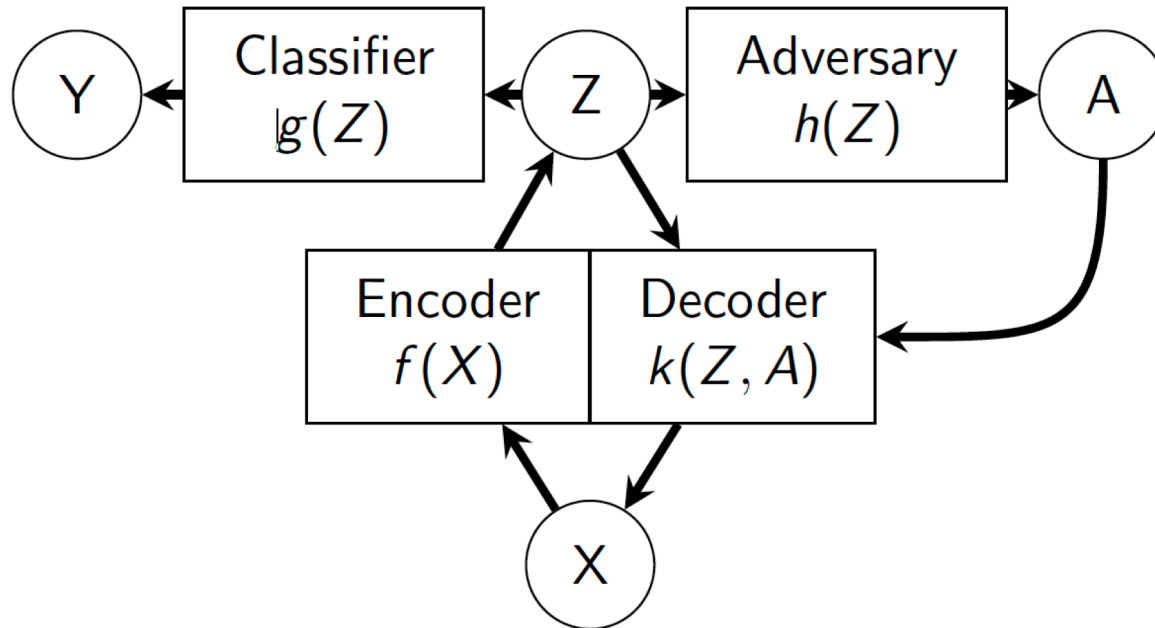 Y
Classifier
g(Z)
Z
Adversary
h(Z)
A
Encoder
f(X)
Decoder
k(Z, A)
X